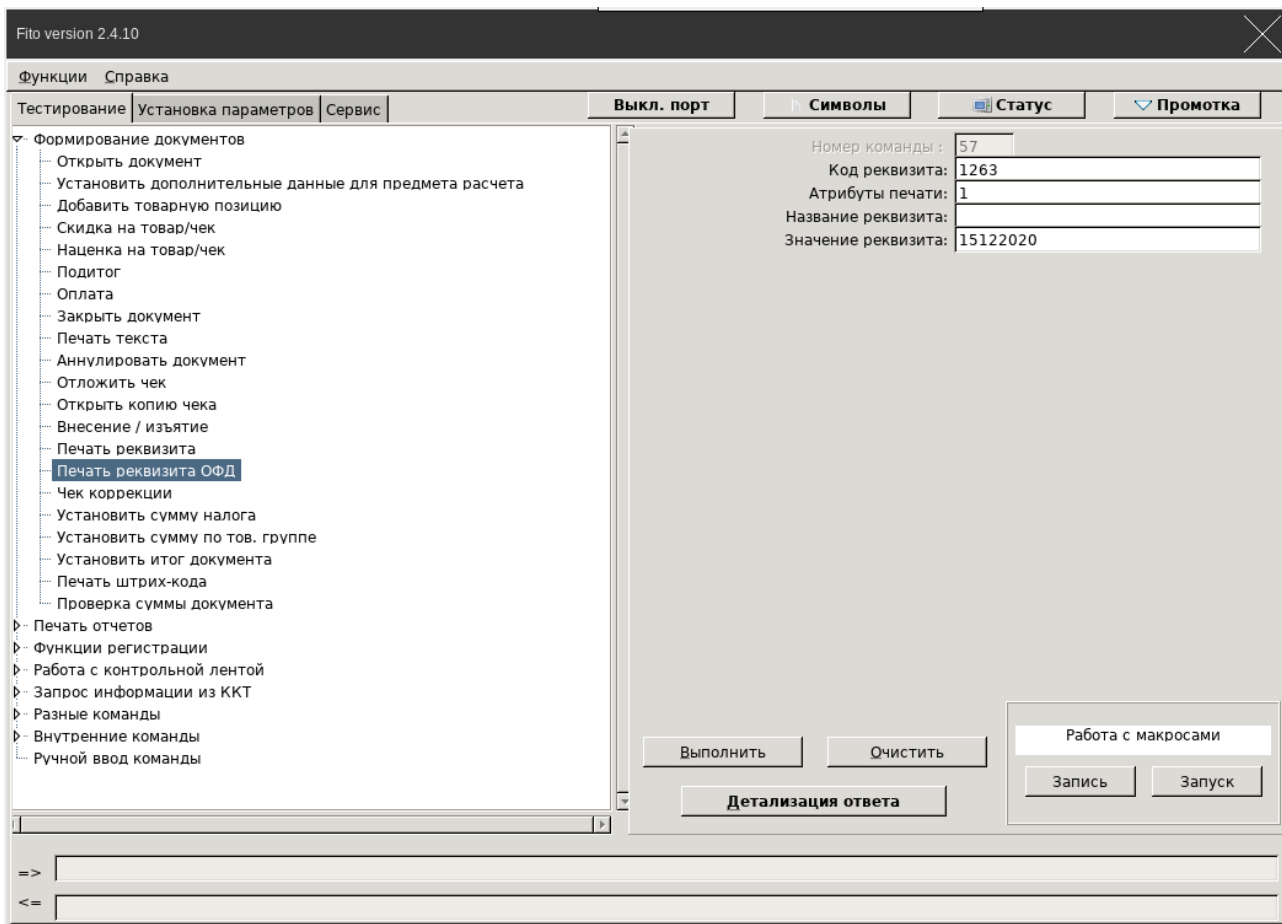 Fito version 2.4.10
Функции Справка
Тестирование Установка параметров Сервис
Выкл. порт Символы Статус Промотка
Формирование документов
Открыть документ
Установить дополнительные данные для предмета расчета
Добавить товарную позицию
Скидка на товар/чек
Наценка на товар/чек
Подитог
Оплата
Закрыть документ
Печать текста
Аннулировать документ
Отложить чек
Открыть копию чека
Внесение / изъятие
Печать реквизита
Печать реквизита ОФД
Чек коррекции
Установить сумму налога
Установить сумму по тов. группе
Установить итог документа
Печать штрих-кода
Проверка суммы документа
Печать отчетов
Функции регистрации
Работа с контрольной лентой
Запрос информации из ККТ
Разные команды
Внутренние команды
Ручной ввод команды
Номер команды : 57
Код реквизита: 1263
Атрибуты печати: 1
Название реквизита:
Значение реквизита: 15122020
Выполнить Очистить
Детализация ответа
Работа с макросами
Запись Запуск
=>
<=